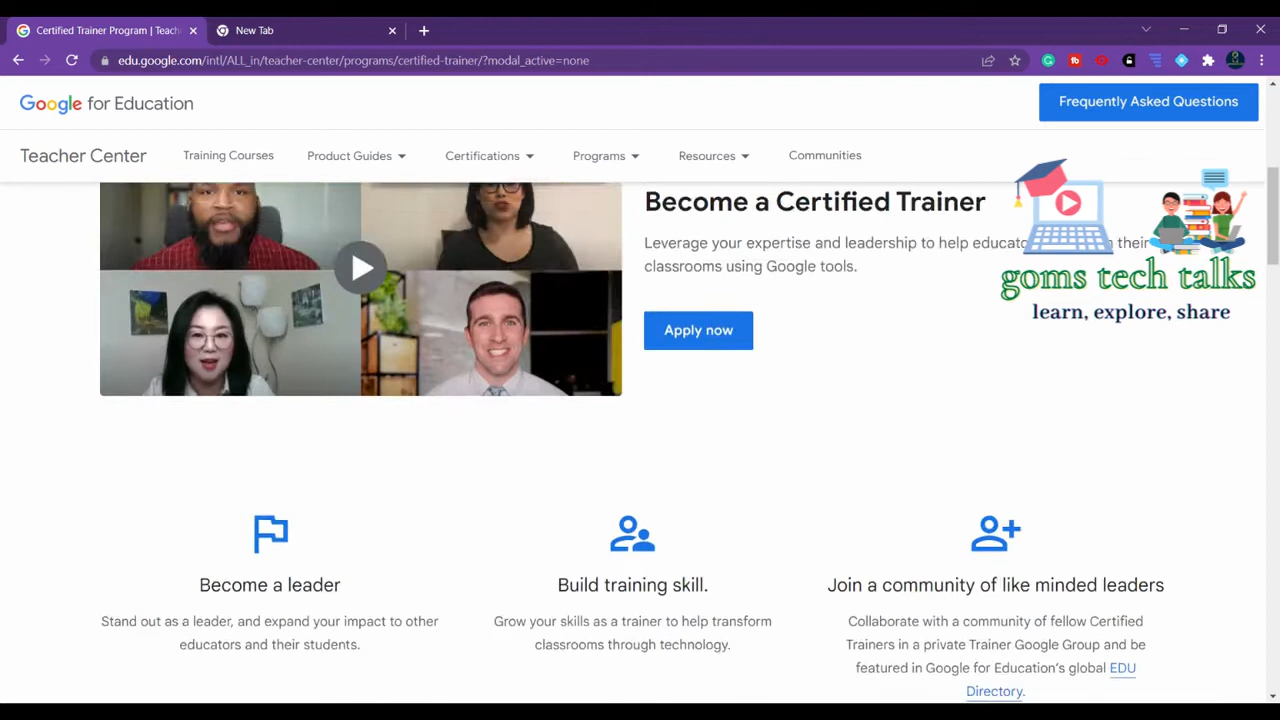 Certified Trainer Program | Teach
New Tab
edu.google.com/intl/ALL_in/teacher-center/programs/certified-trainer/?modal_active=none
Google for Education
Frequently Asked Questions
Teacher Center
Training Courses
Product Guides
Certifications
Programs
Resources
Communities
Become a Certified Trainer
Leverage your expertise and leadership to help educato their
classrooms using Google tools.
Apply now
goms tech talks
learn, explore, share
Become a leader
Stand out as a leader, and expand your impact to other
educators and their students.
Build training skill.
Grow your skills as a trainer to help transform
classrooms through technology.
Join a community of like minded leaders
Collaborate with a community of fellow Certified
Trainers in a private Trainer Google Group and be
featured in Google for Education's global EDU
Directory.